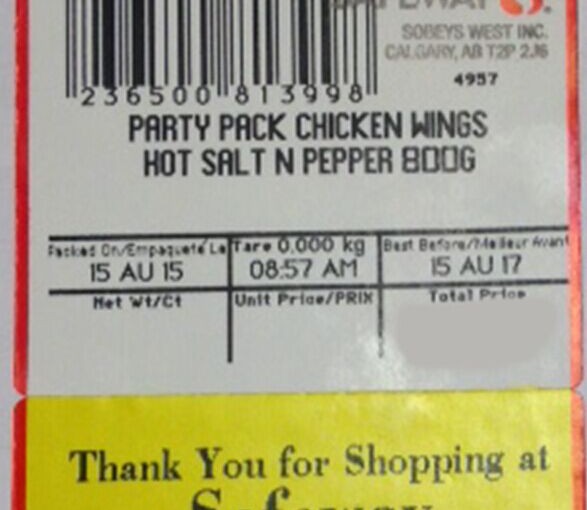 SAFEWAY
SOBEYS WEST INC.
CALGARY, AB T2P 2J6
4957
236500 813998
PARTY PACK CHICKEN WINGS
HOT SALT N PEPPER 800G
Packed On/Empaqueté Le Tare 0.000 kg Best Before/Meilleur Avant
15 AU 15 08:57 AM 15 AU 17
Net Wt/Ct Unit Price/PRIX Total Price
Thank You for Shopping at
Safeway